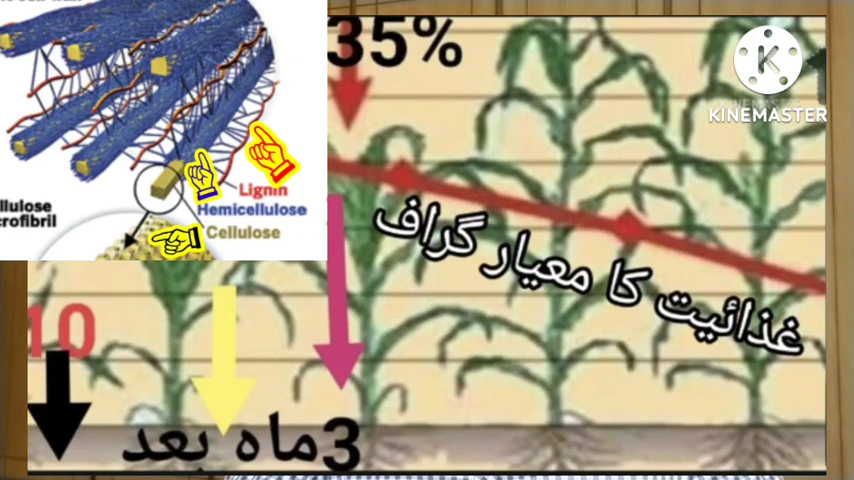 35%
KINEMASTER
Lignin
Hemicellulose
Cellulose
غذائیت کا معیار گراف
10
3ماہ بعد